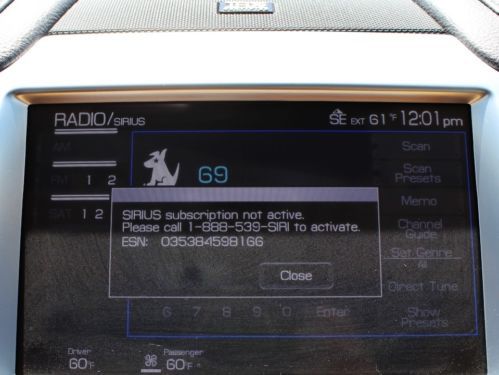 RADIO/SIRIUS
SE EXT 61°F 12:01pm
AM
69
Scan
Scan
Presets
FM 1 2
Memo
SAT 1 2
SIRIUS subscription not active.
Please call 1-888-539-SIRI to activate.
ESN: 035384598166
Close
Channel
Guide
Sat Genre
All
Direct Tune
6 7 8 9 0 Enter
Show
Presets
Driver
60°F
Passenger
60°F